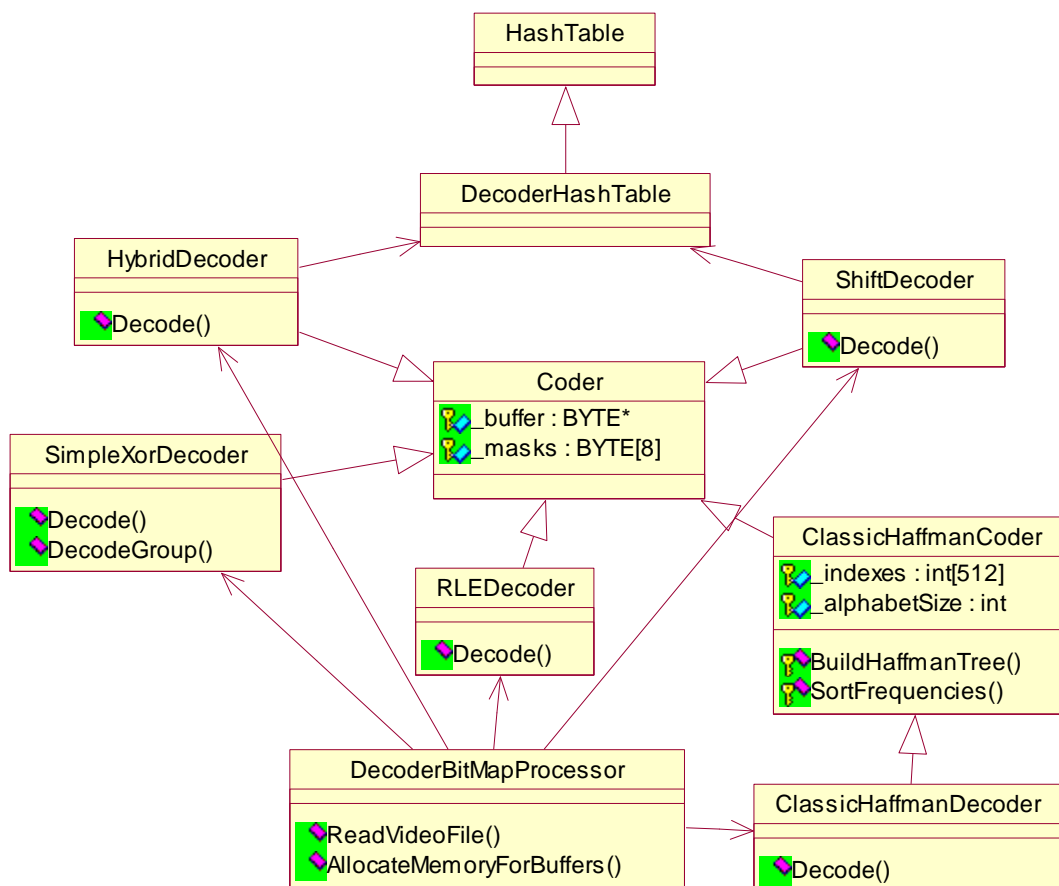 HashTable
DecoderHashTable
HybridDecoder
Decode()
ShiftDecoder
Decode()
Coder
_buffer : BYTE*
_masks : BYTE[8]
SimpleXorDecoder
Decode()
DecodeGroup()
RLEDecoder
Decode()
ClassicHaffmanCoder
_indexes : int[512]
_alphabetSize : int
BuildHaffmanTree()
SortFrequencies()
DecoderBitMapProcessor
ReadVideoFile()
AllocateMemoryForBuffers()
ClassicHaffmanDecoder
Decode()